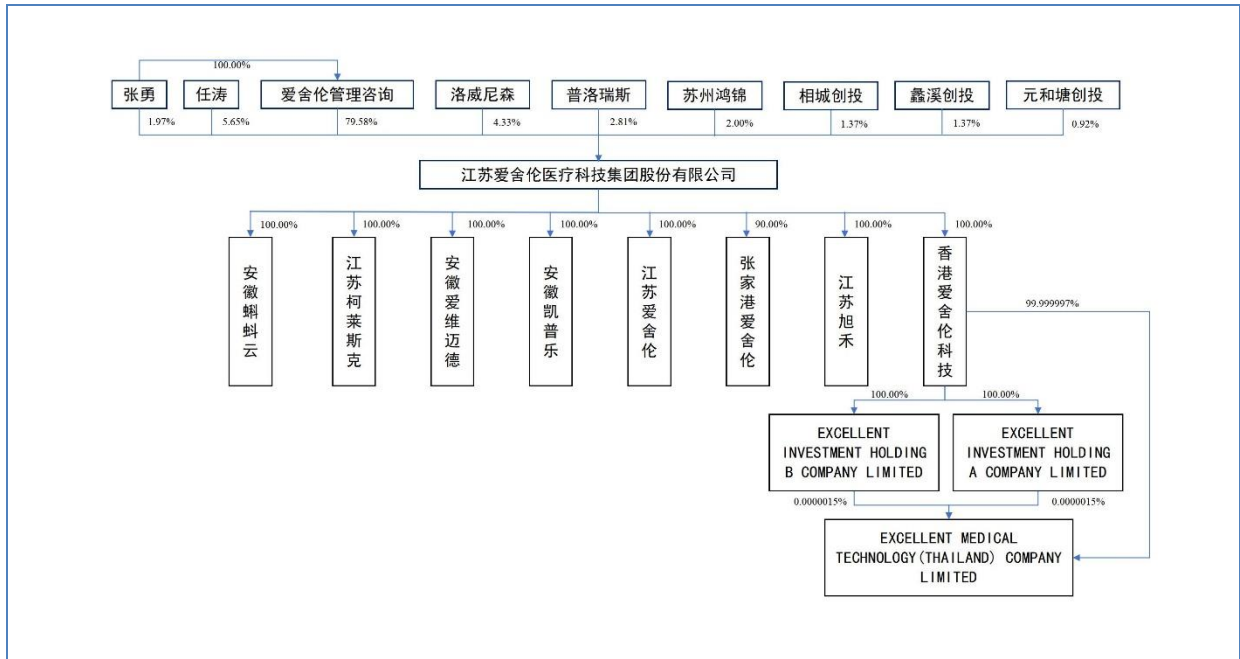 100.00%
张勇
任涛
爱舍伦管理咨询
洛威尼森
普洛瑞斯
苏州鸿锦
相城创投
蠡溪创投
元和塘创投
1.97%
5.65%
79.58%
4.33%
2.81%
2.00%
1.37%
1.37%
0.92%
江苏爱舍伦医疗科技集团股份有限公司
100.00%
100.00%
100.00%
100.00%
100.00%
90.00%
100.00%
100.00%
安徽蝌蚪云
江苏柯莱斯克
安徽爱维迈德
安徽凯普乐
江苏爱舍伦
张家港爱舍伦
江苏旭禾
香港爱舍伦科技
99.999997%
100.00%
100.00%
EXCELLENT
INVESTMENT HOLDING
B COMPANY LIMITED
EXCELLENT
INVESTMENT HOLDING
A COMPANY LIMITED
0.0000015%
0.0000015%
EXCELLENT MEDICAL
TECHNOLOGY(THAILAND) COMPANY
LIMITED